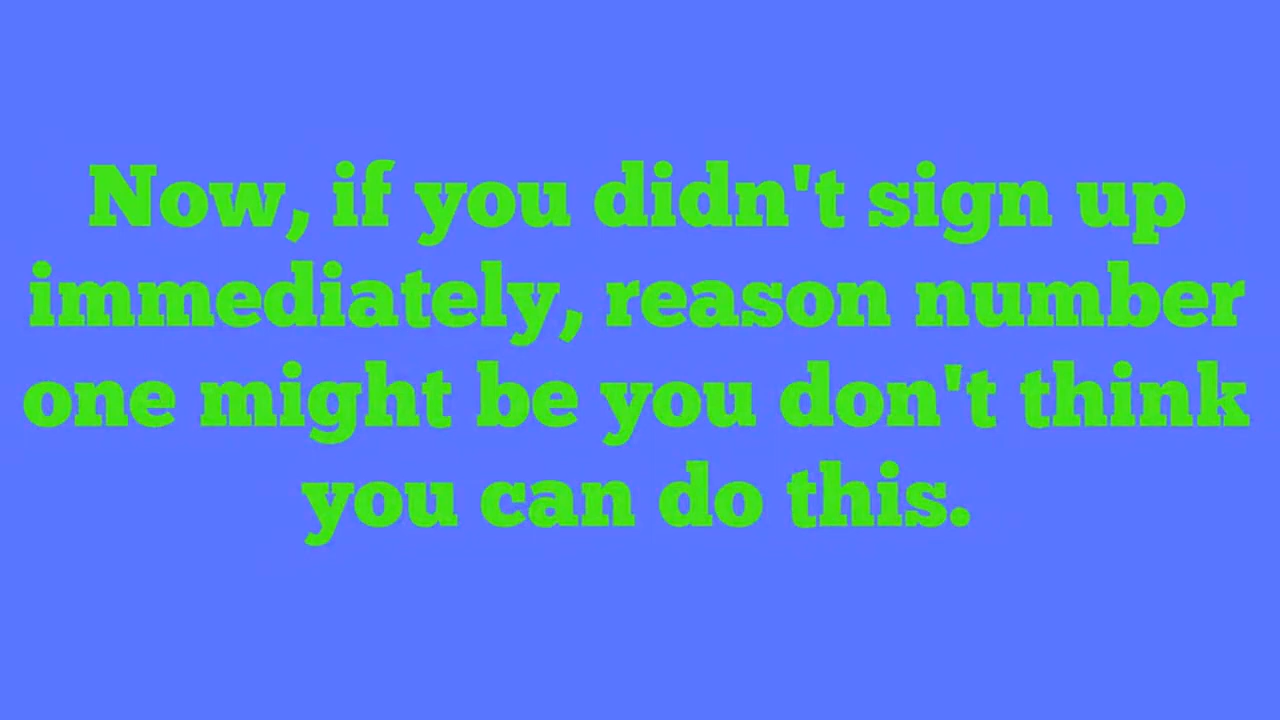 Now, if you didn't sign up
immediately, reason number
one might be you don't think
you can do this.